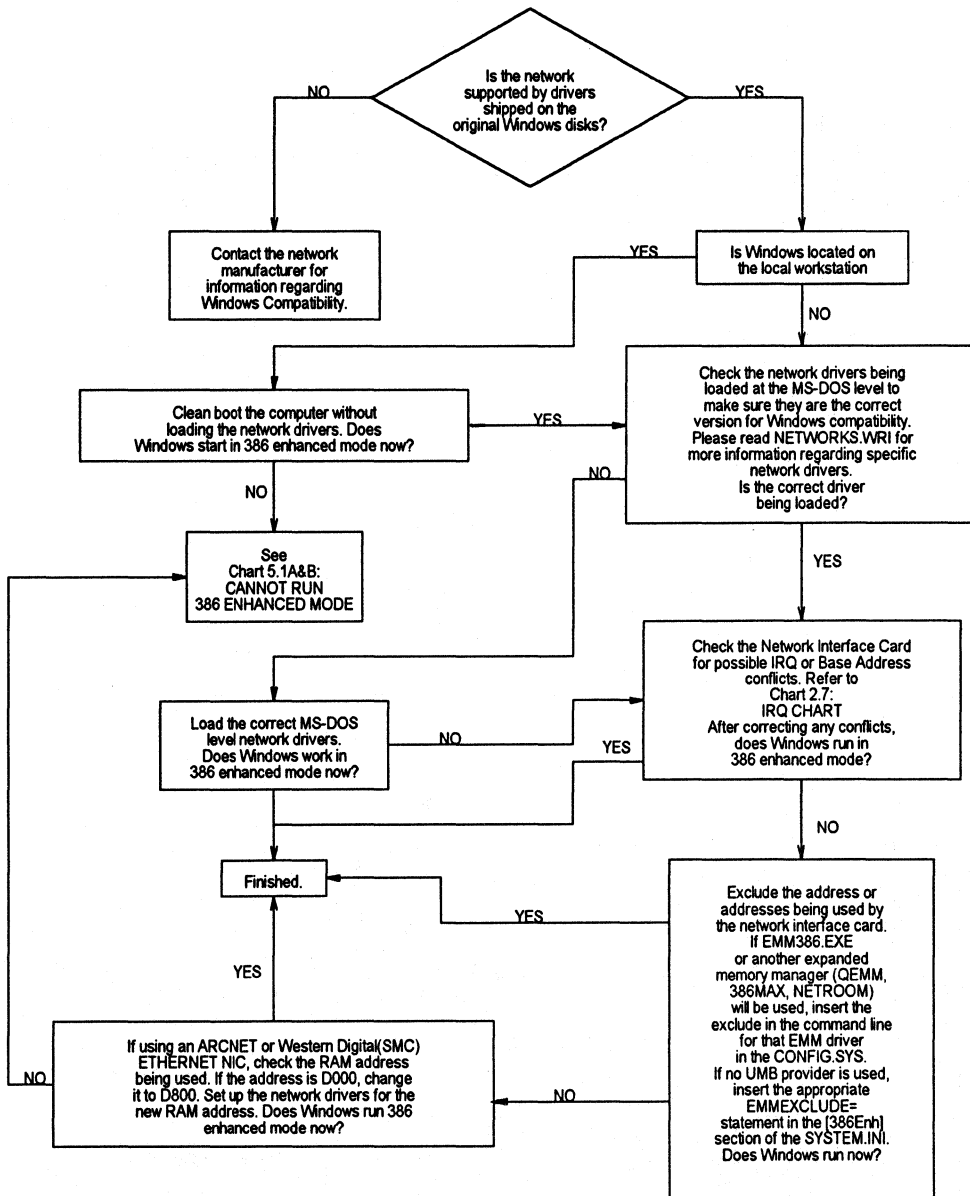 Is the network
supported by drivers
shipped on the
original Windows disks?
NO
YES
Contact the network
manufacturer for
information regarding
Windows Compatibility.
YES
Is Windows located on
the local workstation
NO
Clean boot the computer without
loading the network drivers. Does
Windows start in 386 enhanced mode now?
YES
Check the network drivers being
loaded at the MS-DOS level to
make sure they are the correct
version for Windows compatibility.
Please read NETWORKS.WRI for
more information regarding specific
network drivers.
Is the correct driver
being loaded?
NO
NO
YES
See
Chart 5.1A&B:
CANNOT RUN
386 ENHANCED MODE
Check the Network Interface Card
for possible IRQ or Base Address
conflicts. Refer to
Chart 2.7:
IRQ CHART
After correcting any conflicts,
does Windows run in
386 enhanced mode?
Load the correct MS-DOS
level network drivers.
Does Windows work in
386 enhanced mode now?
NO
YES
NO
Finished.
YES
Exclude the address or
addresses being used by
the network interface card.
If EMM386.EXE
or another expanded
memory manager (QEMM,
386MAX, NETROOM)
will be used, insert the
exclude in the command line
for that EMM driver
in the CONFIG.SYS.
If no UMB provider is used,
insert the appropriate
EMMEXCLUDE=
statement in the [386Enh]
section of the SYSTEM.INI.
Does Windows run now?
YES
If using an ARCNET or Western Digital(SMC)
ETHERNET NIC, check the RAM address
being used. If the address is D000, change
it to D800. Set up the network drivers for the
new RAM address. Does Windows run 386
enhanced mode now?
NO
NO